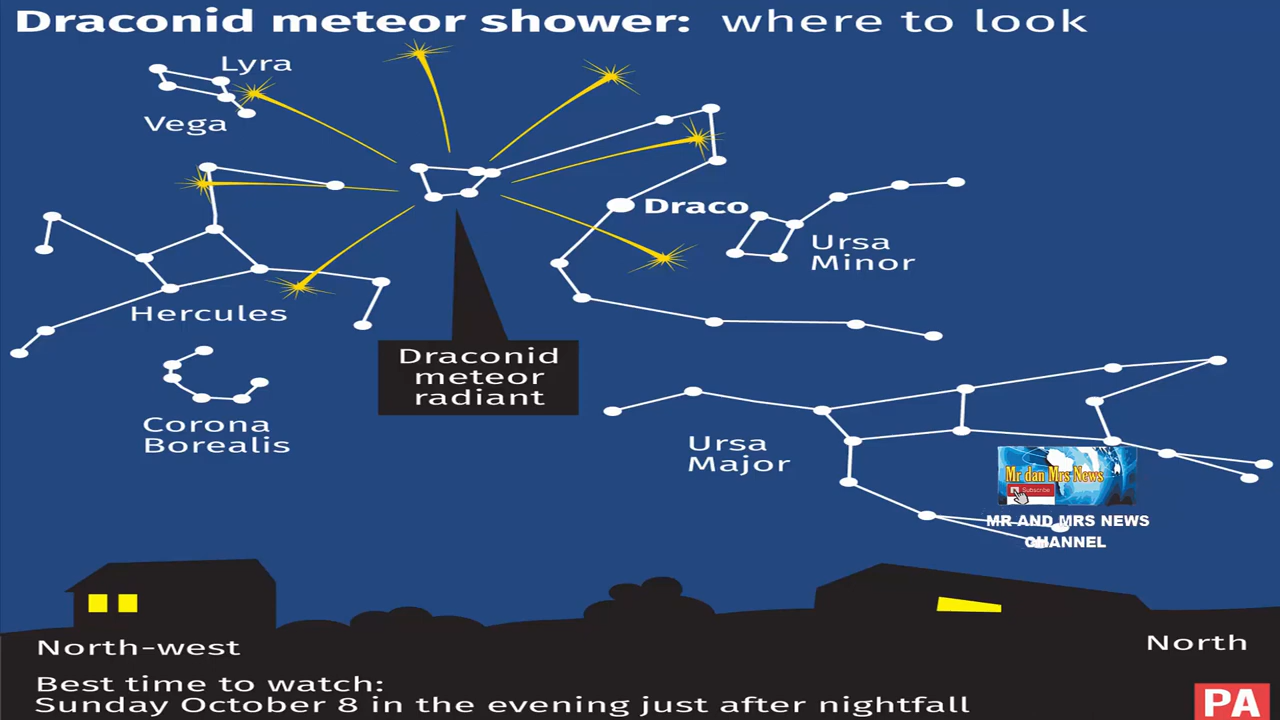 Draconid meteor shower: where to look
Lyra
Vega
Draco
Ursa
Minor
Hercules
Draconid
meteor
radiant
Corona
Borealis
Ursa
Major
Mr dan Mrs News
Subscribe
MR AND MRS NEWS
CHANNEL
North-west
North
Best time to watch:
Sunday October 8 in the evening just after nightfall
PA